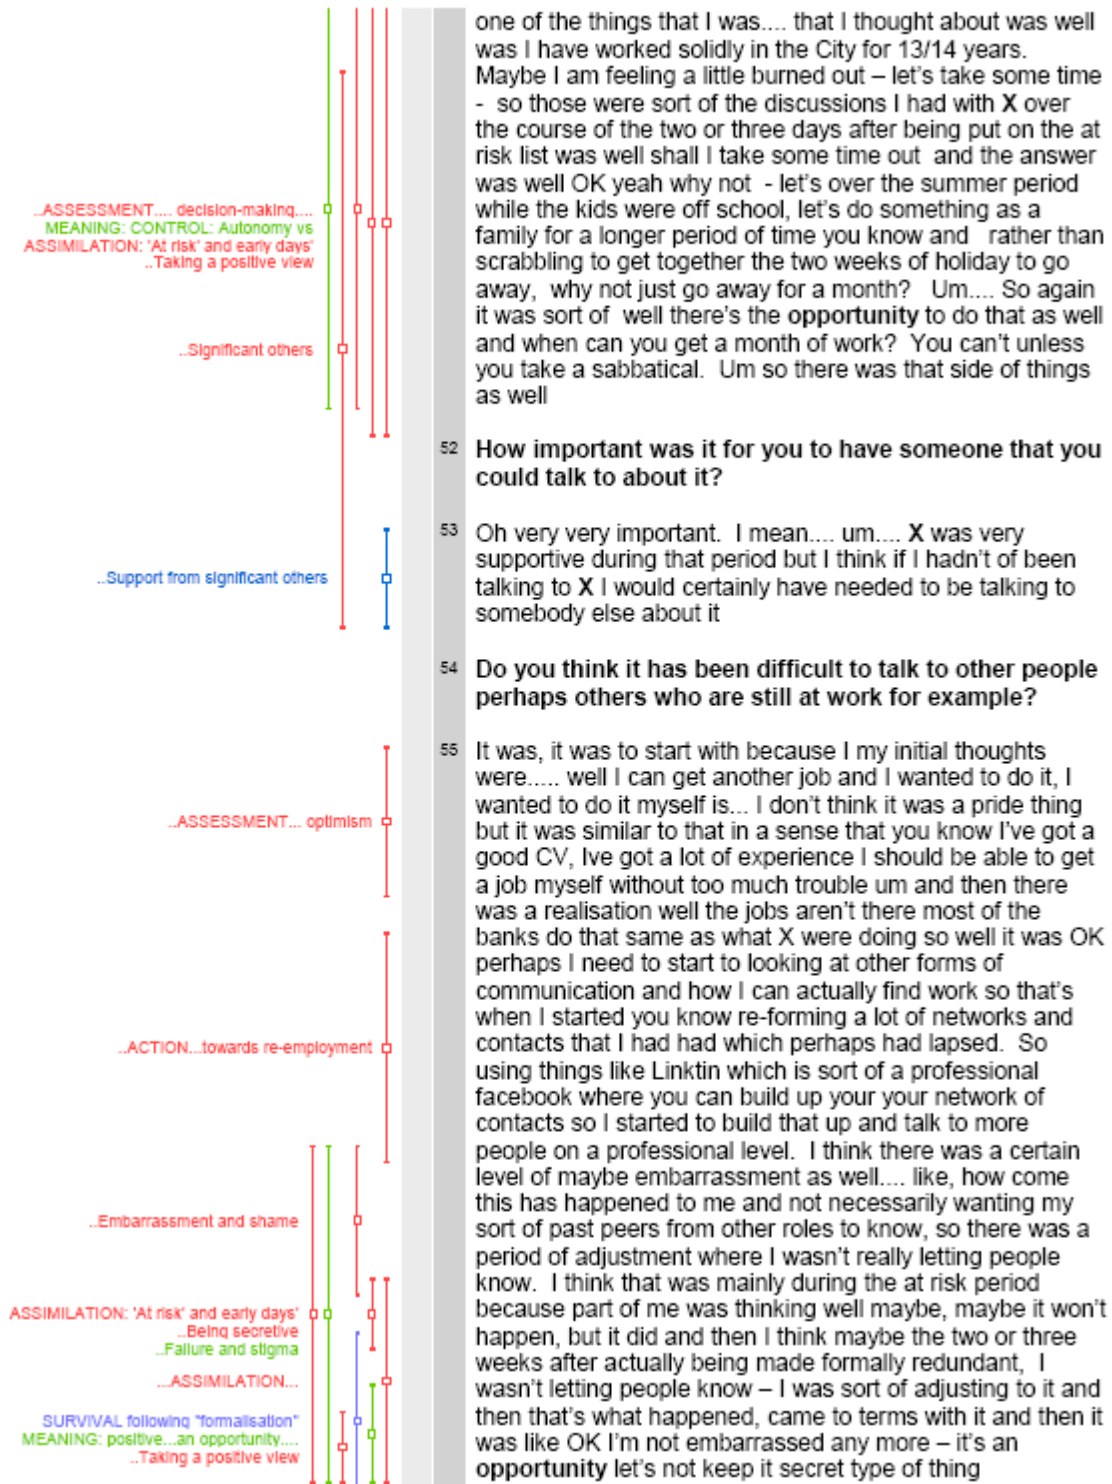 one of the things that I was.... that I thought about was well
was I have worked solidly in the City for 13/14 years.
Maybe I am feeling a little burned out – let's take some time
- so those were sort of the discussions I had with X over
the course of the two or three days after being put on the at
risk list was well shall I take some time out and the answer
was well OK yeah why not - let's over the summer period
while the kids were off school, let's do something as a
family for a longer period of time you know and rather than
scrabbling to get together the two weeks of holiday to go
away, why not just go away for a month? Um.... So again
it was sort of well there's the opportunity to do that as well
and when can you get a month of work? You can't unless
you take a sabbatical. Um so there was that side of things
as well
..ASSESSMENT.... decision-making....
MEANING: CONTROL: Autonomy vs
ASSIMILATION: 'At risk' and early days'
..Taking a positive view
..Significant others
52 How important was it for you to have someone that you
could talk to about it?
53 Oh very very important. I mean.... um.... X was very
supportive during that period but I think if I hadn't of been
talking to X I would certainly have needed to be talking to
somebody else about it
..Support from significant others
54 Do you think it has been difficult to talk to other people
perhaps others who are still at work for example?
55 It was, it was to start with because I my initial thoughts
were..... well I can get another job and I wanted to do it, I
wanted to do it myself is... I don't think it was a pride thing
but it was similar to that in a sense that you know I've got a
good CV, Ive got a lot of experience I should be able to get
a job myself without too much trouble um and then there
was a realisation well the jobs aren't there most of the
banks do that same as what X were doing so well it was OK
perhaps I need to start to looking at other forms of
communication and how I can actually find work so that's
when I started you know re-forming a lot of networks and
contacts that I had had which perhaps had lapsed. So
using things like Linktin which is sort of a professional
facebook where you can build up your your network of
contacts so I started to build that up and talk to more
people on a professional level. I think there was a certain
level of maybe embarrassment as well.... like, how come
this has happened to me and not necessarily wanting my
sort of past peers from other roles to know, so there was a
period of adjustment where I wasn't really letting people
know. I think that was mainly during the at risk period
because part of me was thinking well maybe, maybe it won't
happen, but it did and then I think maybe the two or three
weeks after actually being made formally redundant, I
wasn't letting people know – I was sort of adjusting to it and
then that's what happened, came to terms with it and then it
was like OK I'm not embarrassed any more – it's an
opportunity let's not keep it secret type of thing
..ASSESSMENT... optimism
..ACTION...towards re-employment
..Embarrassment and shame
ASSIMILATION: 'At risk' and early days'
..Being secretive
..Failure and stigma
...ASSIMILATION...
SURVIVAL following "formalisation"
MEANING: positive...an opportunity....
..Taking a positive view